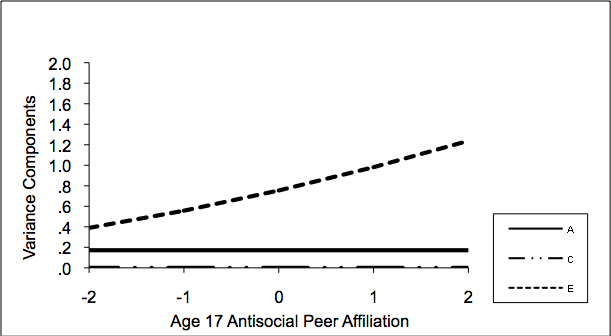 Variance Components
2.0
1.8
1.6
1.4
1.2
1.0
.8
.6
.4
.2
.0
-2 -1 0 1 2
Age 17 Antisocial Peer Affiliation
A
C
E